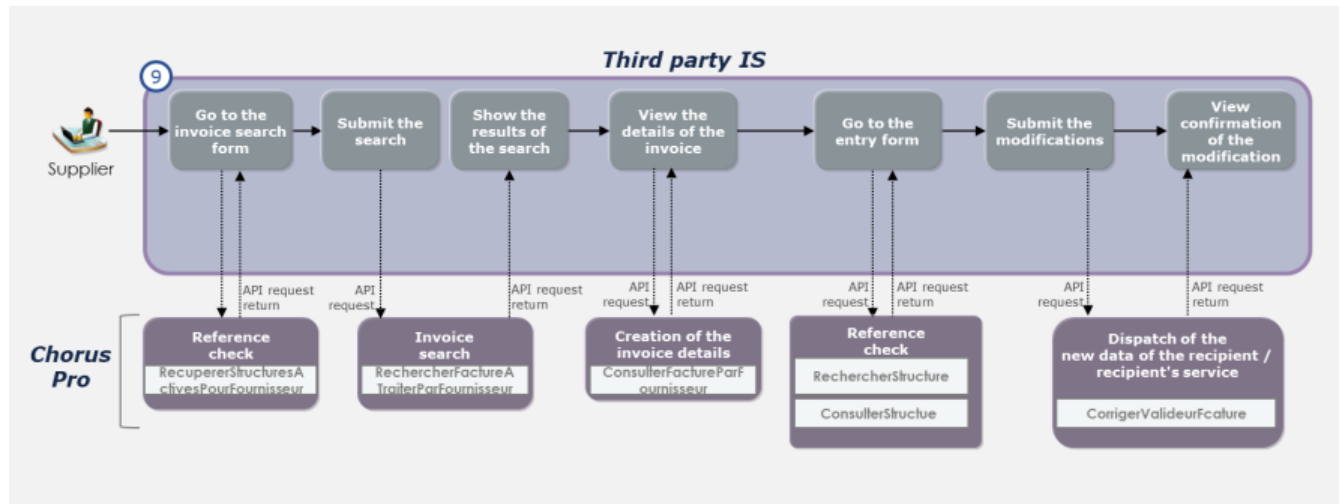 Third party IS
9
Go to the
invoice search
form
Submit the
search
Show the
results of
the search
View the
details of the
invoice
Go to the
entry form
Submit the
modifications
View
confirmation
of the
modification
Supplier
API request
return
API
request
API request
return
API
request
API request
return
API
request
API request
return
API
request
API request
return
Chorus
Pro
Reference
check
RecupererStructuresA
ctivesPourFournisseur
Invoice
search
RechercherFactureA
TraiterParFournisseur
Creation of the
invoice details
ConsulterFactureParF
ournisseur
Reference
check
RechercherStructure
ConsulterStructue
Dispatch of the
new data of the recipient /
recipient's service
CorrigerValideurFcature